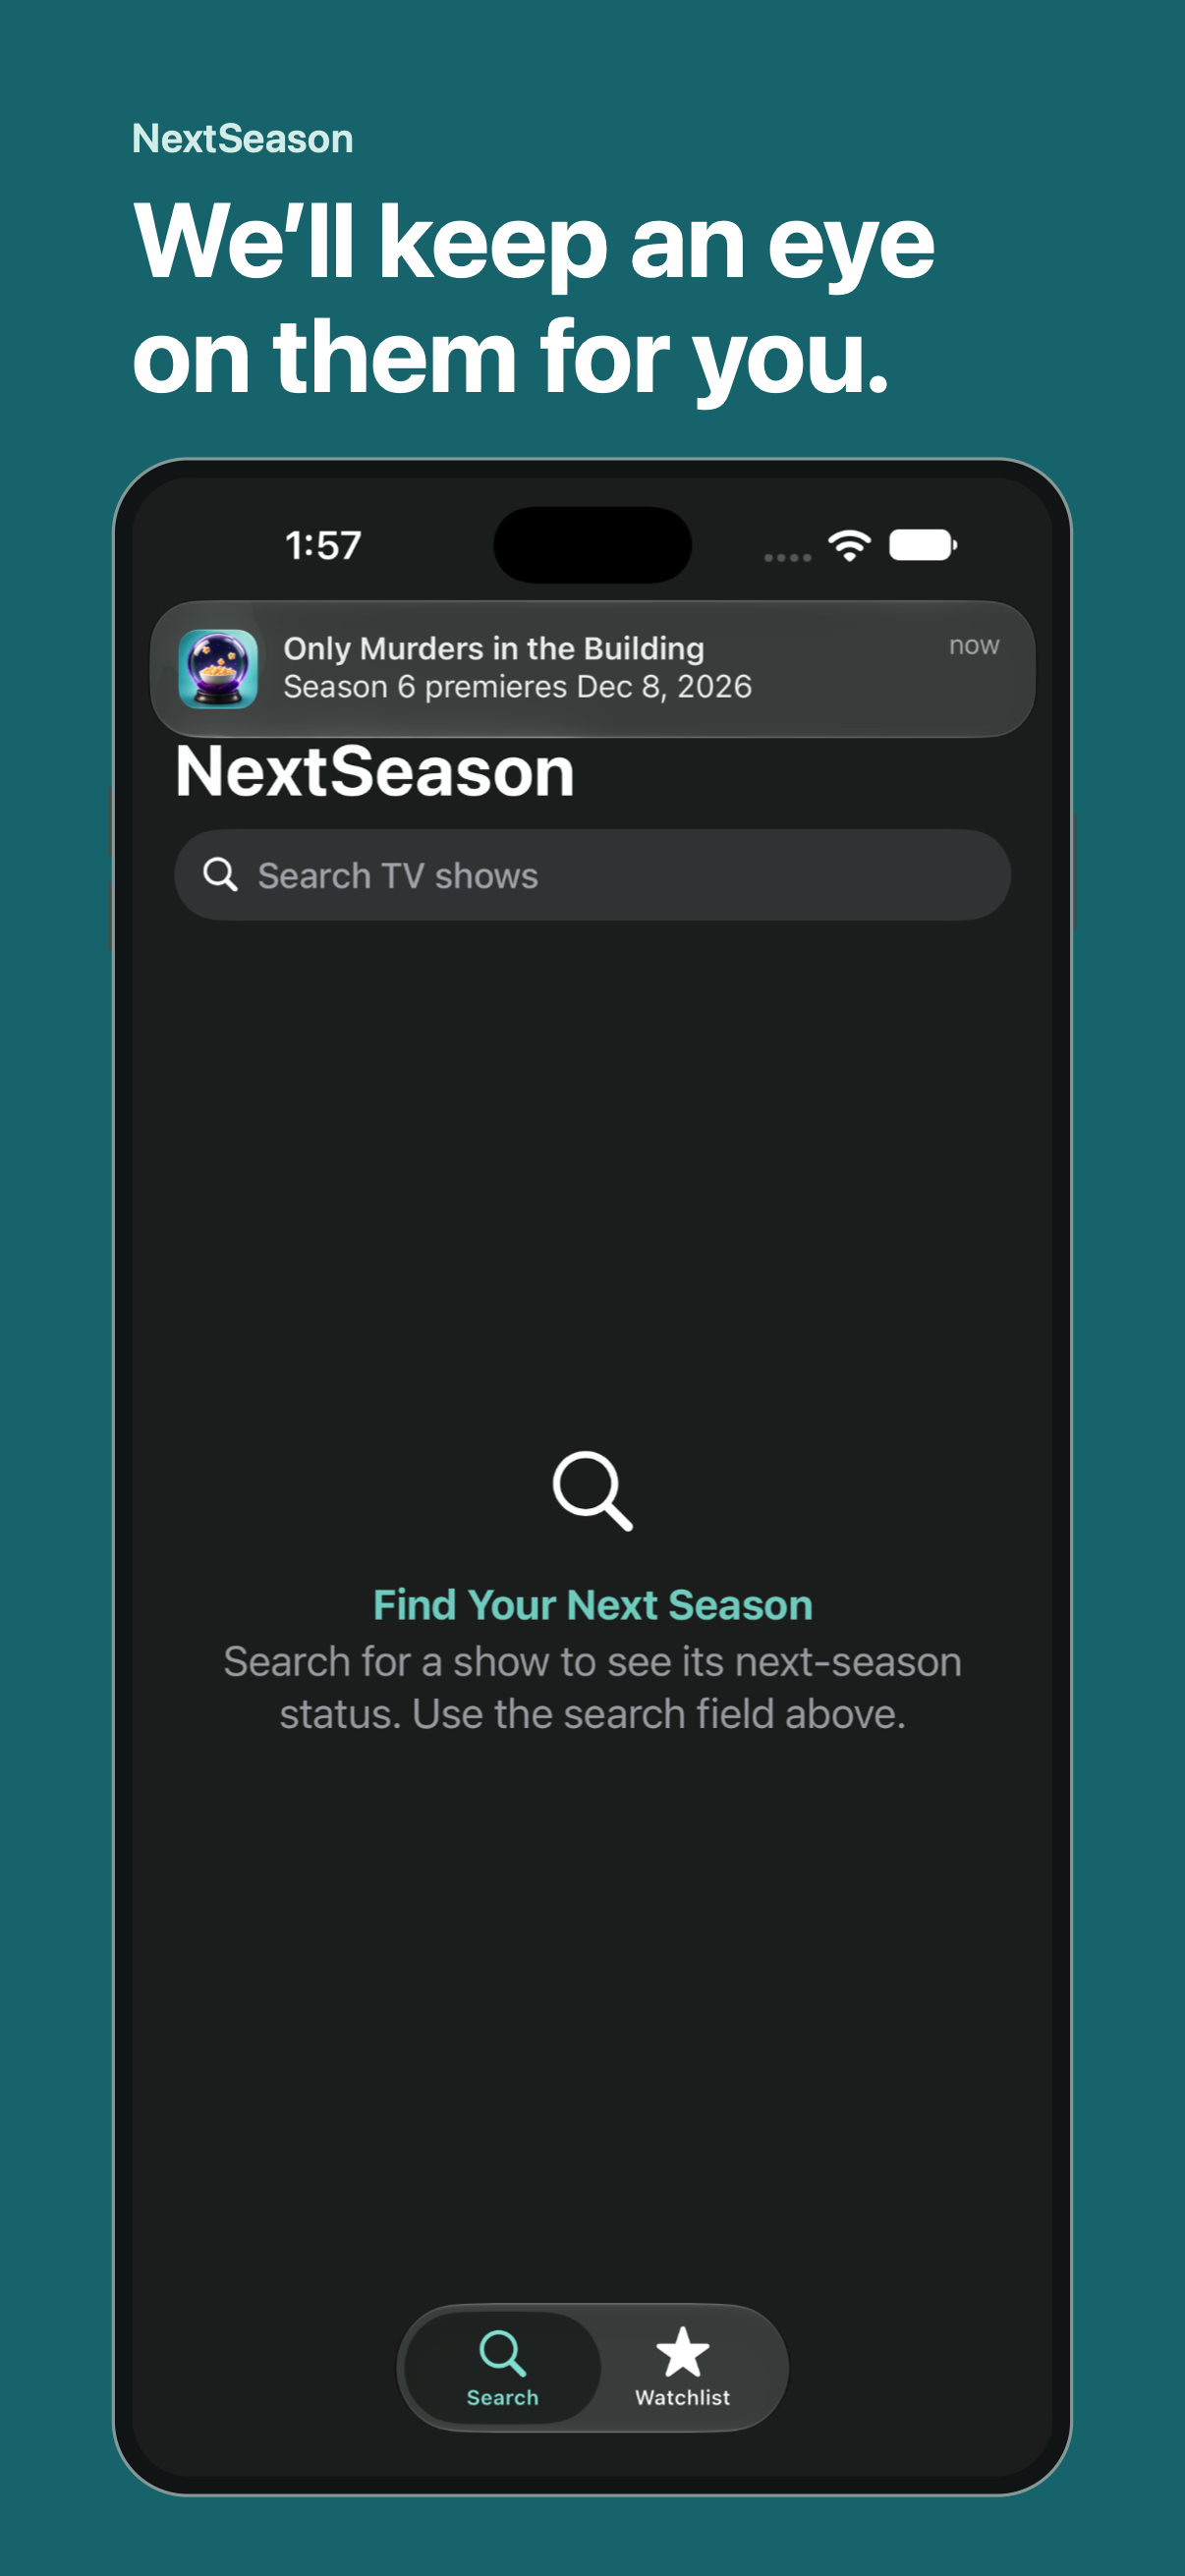 NextSeason
We’ll keep an eye
on them for you.
1:57
Only Murders in the Building
now
Season 6 premieres Dec 8, 2026
NextSeason
Search TV shows
Find Your Next Season
Search for a show to see its next-season
status. Use the search field above.
Search
Watchlist